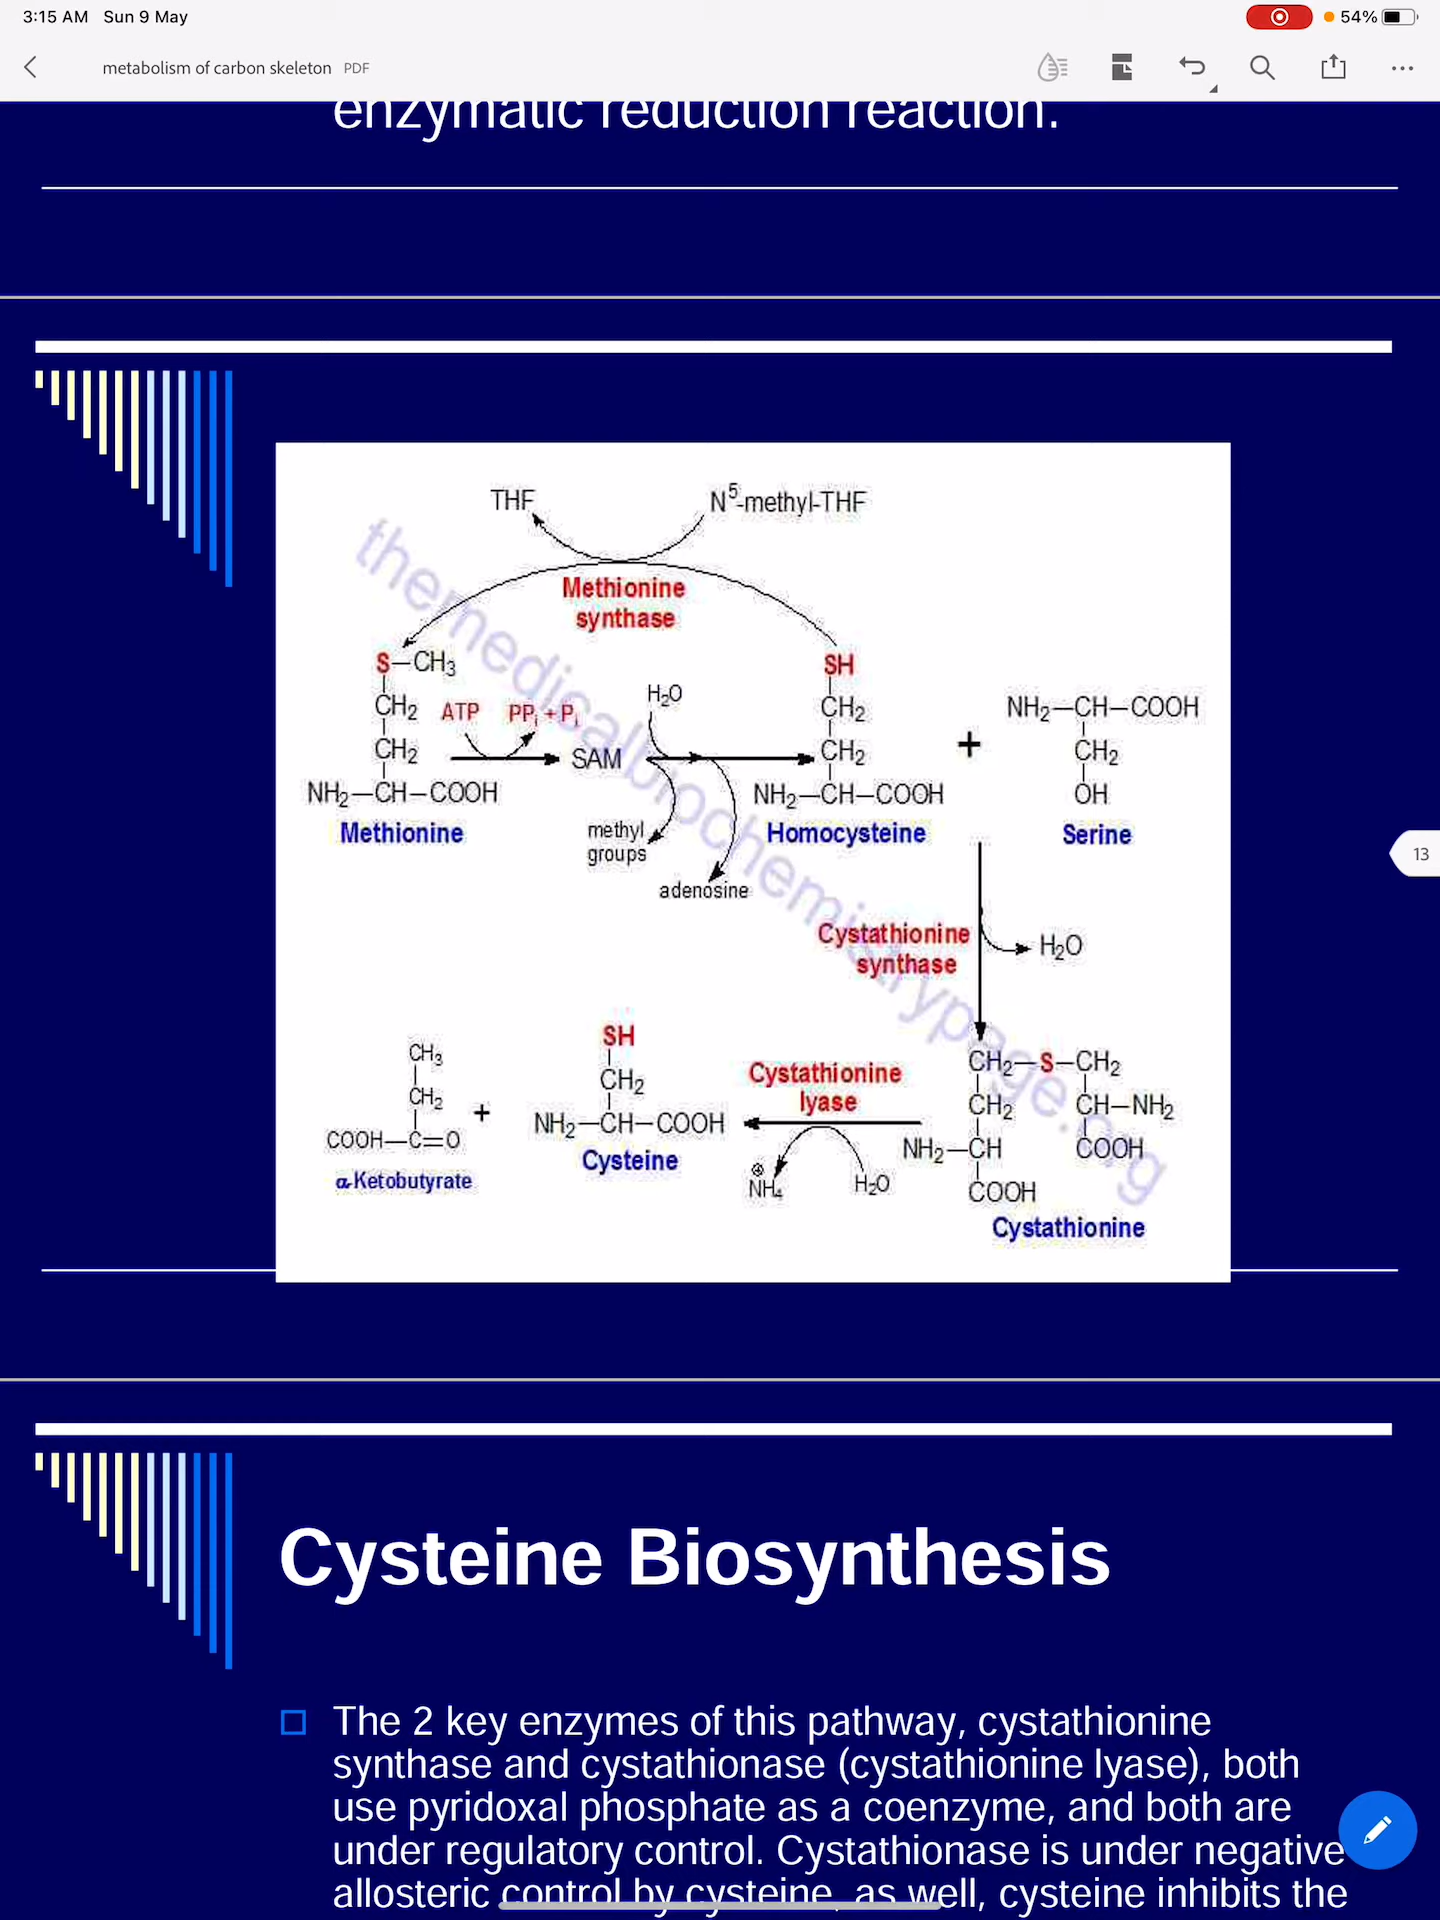 3:15 AM Sun 9 May
54%
metabolism of carbon skeleton PDF
enzymatic reduction reaction.
THF
N⁵-methyl-THF
Methionine
synthase
S–CH₃
CH₂
CH₂
NH₂–CH–COOH
Methionine
ATP
PPᵢ + Pᵢ
SAM
H₂O
methyl
groups
adenosine
SH
CH₂
CH₂
NH₂–CH–COOH
Homocysteine
+
NH₂–CH–COOH
CH₂
OH
Serine
13
Cystathionine
synthase
H₂O
CH₂–S–CH₂
CH₂ CH–NH₂
NH₂–CH COOH
COOH
Cystathionine
Cystathionine
lyase
⊕
NH₄
H₂O
SH
CH₂
NH₂–CH–COOH
Cysteine
+
CH₃
CH₂
COOH–C=O
α-Ketobutyrate
themedicalbiochemistrypage.org
Cysteine Biosynthesis
The 2 key enzymes of this pathway, cystathionine
synthase and cystathionase (cystathionine lyase), both
use pyridoxal phosphate as a coenzyme, and both are
under regulatory control. Cystathionase is under negative
allosteric control by cysteine, as well, cysteine inhibits the